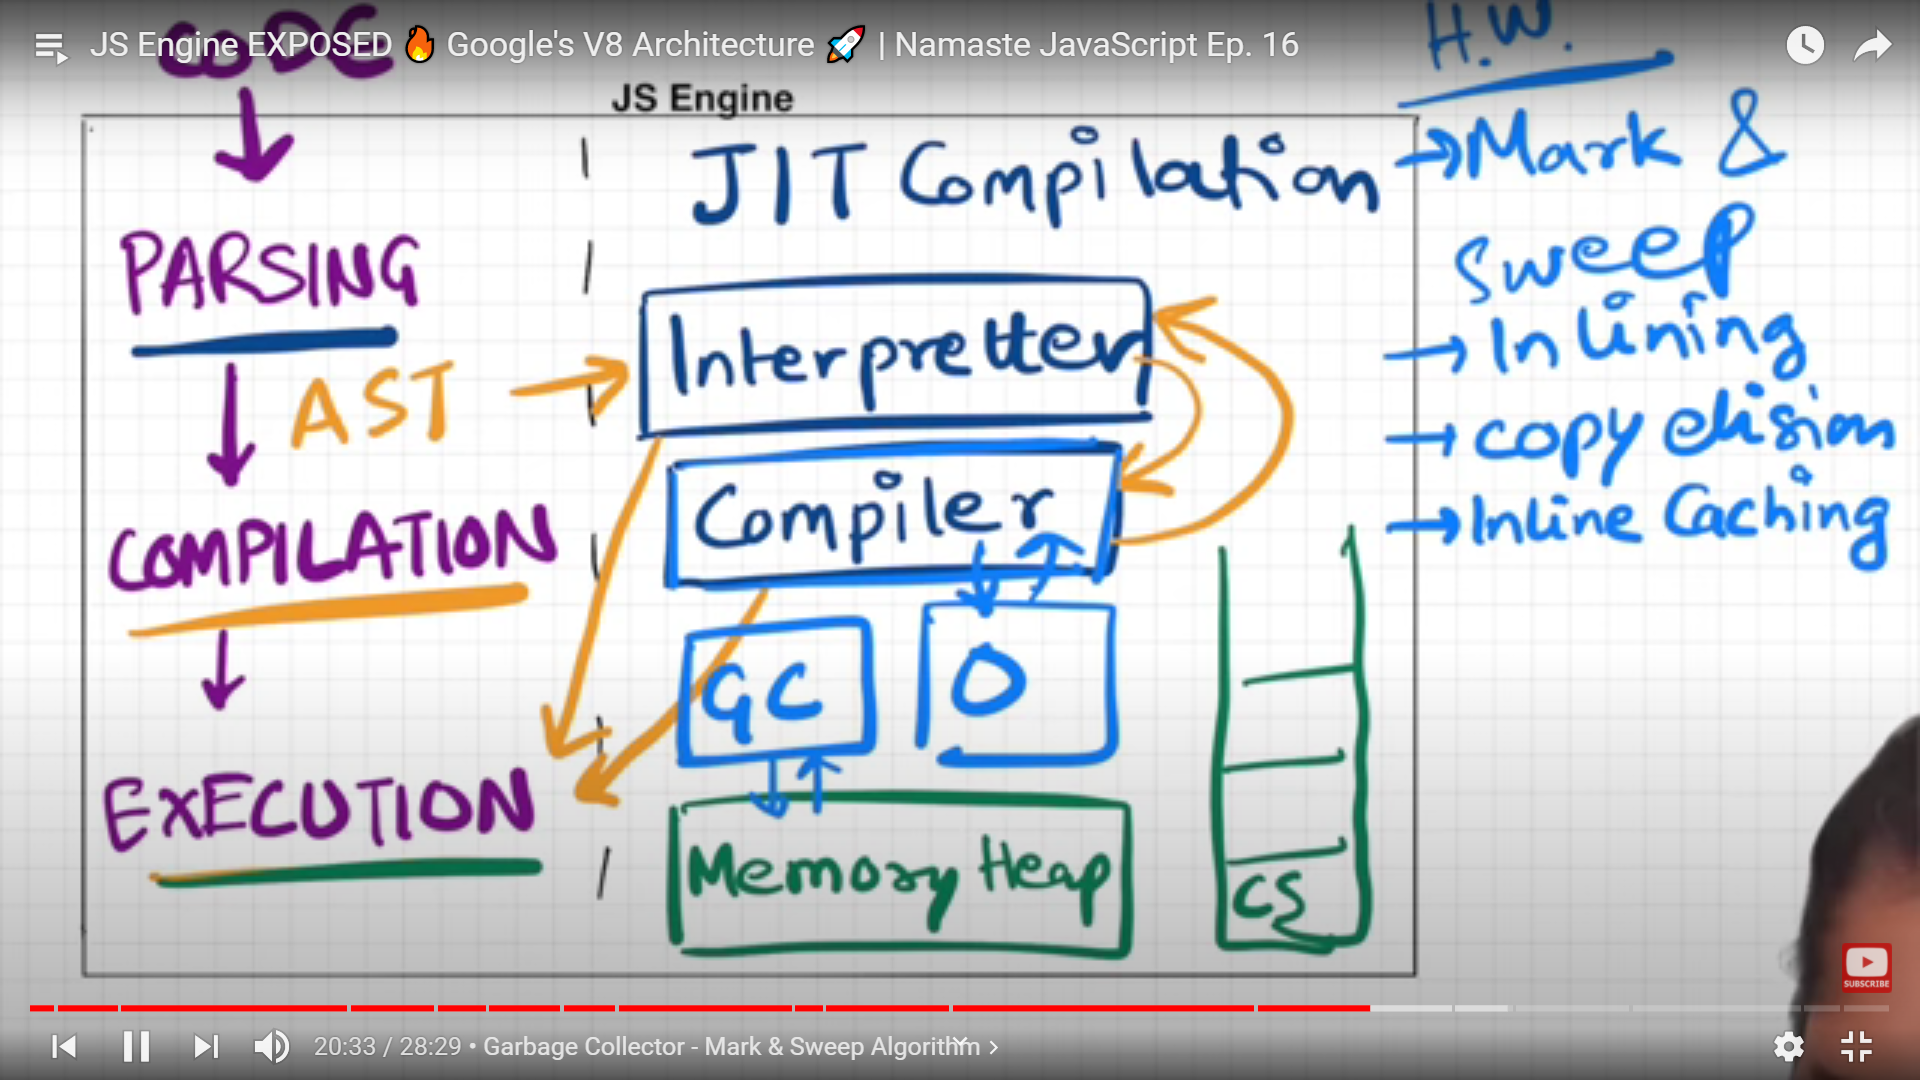 CODE
JS Engine EXPOSED 🔥 Google's V8 Architecture 🚀 | Namaste JavaScript Ep. 16
H.W.
JS Engine
JIT Compilation
Mark &
Sweep
PARSING
Interpretter
Inlining
AST
copy elision
Compiler
Inline Caching
COMPILATION
GC
O
EXECUTION
Memory Heap
CS
SUBSCRIBE
20:33 / 28:29 • Garbage Collector - Mark & Sweep Algorithm >